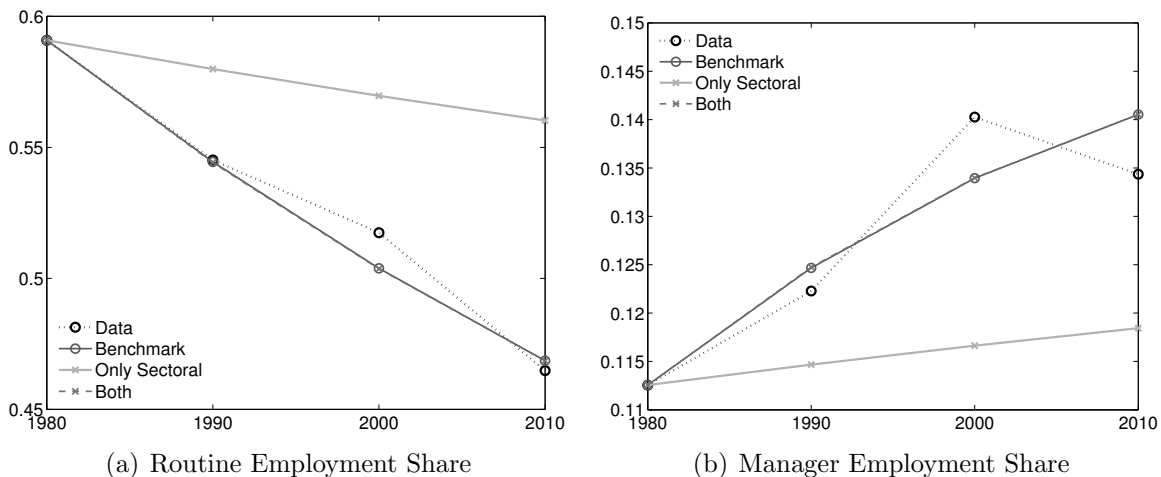 0.6
0.55
0.5
0.45
1980 1990 2000 2010
Data
Benchmark
Only Sectoral
Both
(a) Routine Employment Share
0.15
0.145
0.14
0.135
0.13
0.125
0.12
0.115
0.11
1980 1990 2000 2010
Data
Benchmark
Only Sectoral
Both
(b) Manager Employment Share